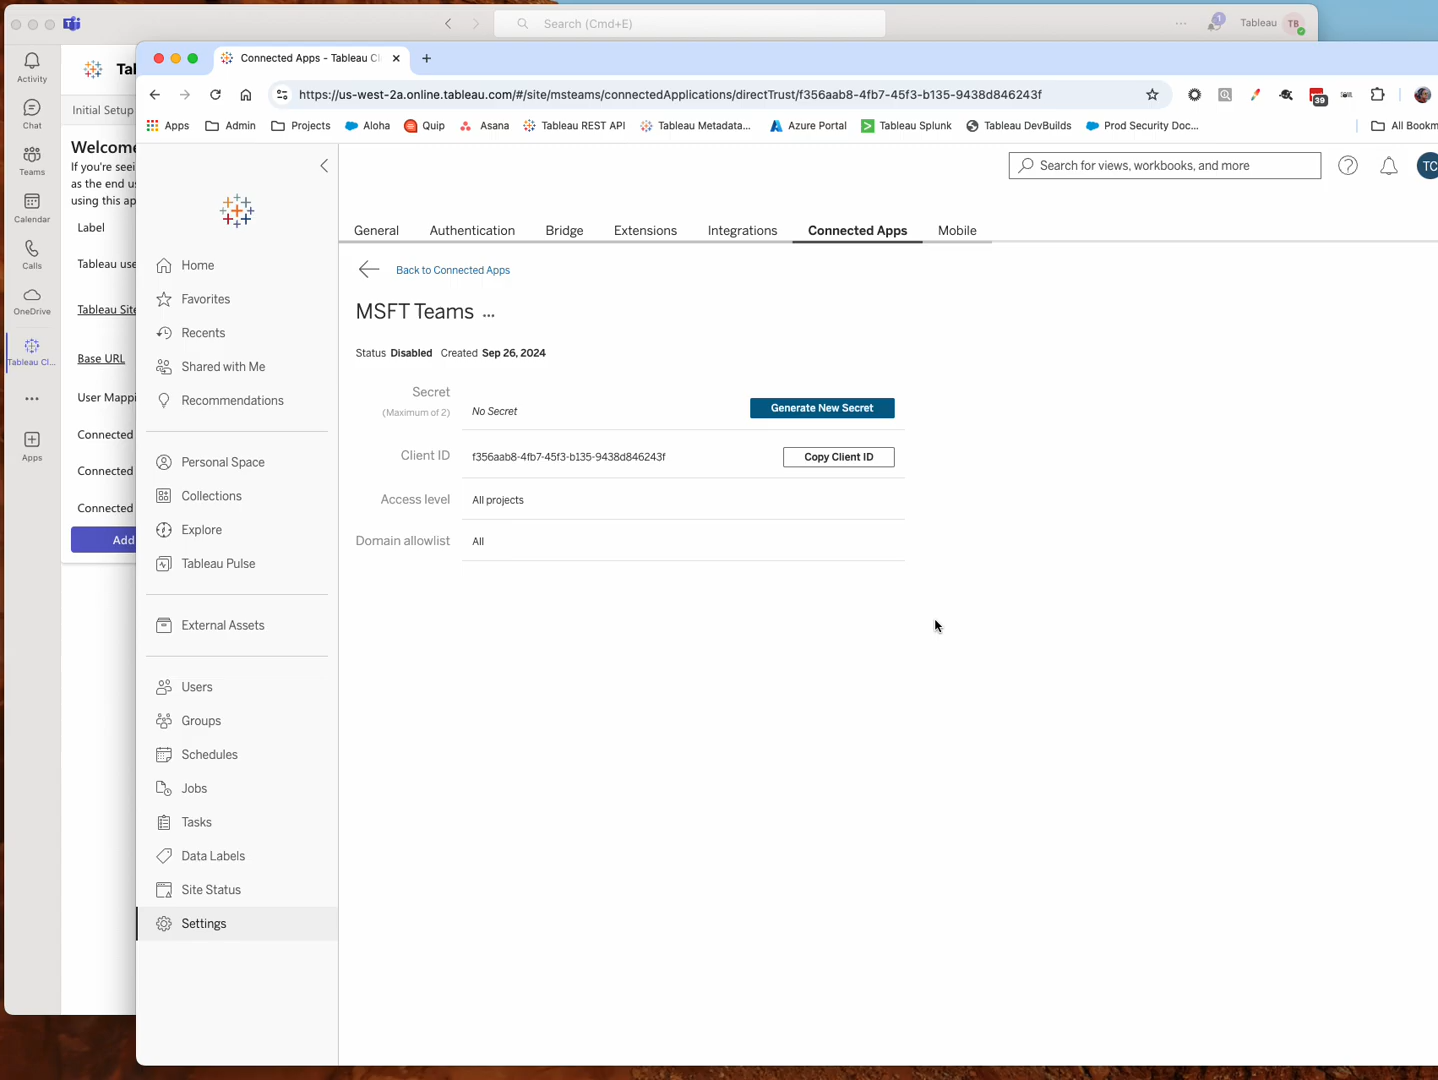 Search (Cmd+E)
1
Tableau
TB
Activity
Chat
Teams
Calendar
Calls
OneDrive
Tableau Cl...
Apps
Initial Setup
If you're seei
as the end us
using this ap
Label
Tableau use
Tableau Site
Base URL
User Mappi
Connected
Connected
Connected
Add
Connected Apps - Tableau Cl
https://us-west-2a.online.tableau.com/#/site/msteams/connectedApplications/directTrust/f356aab8-4fb7-45f3-b135-9438d846243f
39
Apps
Admin
Projects
Aloha
Quip
Asana
Tableau REST API
Tableau Metadata...
Azure Portal
Tableau Splunk
Tableau DevBuilds
Prod Security Doc...
All Bookm
Search for views, workbooks, and more
TC
General
Authentication
Bridge
Extensions
Integrations
Connected Apps
Mobile
Home
Favorites
Recents
Shared with Me
Recommendations
Personal Space
Collections
Explore
Tableau Pulse
External Assets
Users
Groups
Schedules
Jobs
Tasks
Data Labels
Site Status
Settings
Back to Connected Apps
MSFT Teams ...
Status Disabled Created Sep 26, 2024
Secret
(Maximum of 2)
No Secret
Generate New Secret
Client ID
f356aab8-4fb7-45f3-b135-9438d846243f
Copy Client ID
Access level
All projects
Domain allowlist
All